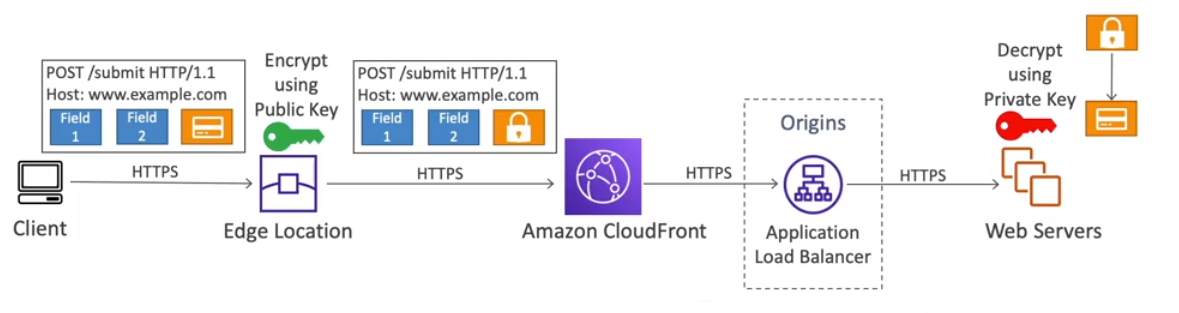 POST /submit HTTP/1.1
Host: www.example.com
Field
1
Field
2
Encrypt
using
Public Key
POST /submit HTTP/1.1
Host: www.example.com
Field
1
Field
2
Decrypt
using
Private Key
Origins
HTTPS
HTTPS
HTTPS
HTTPS
Client
Edge Location
Amazon CloudFront
Application
Load Balancer
Web Servers